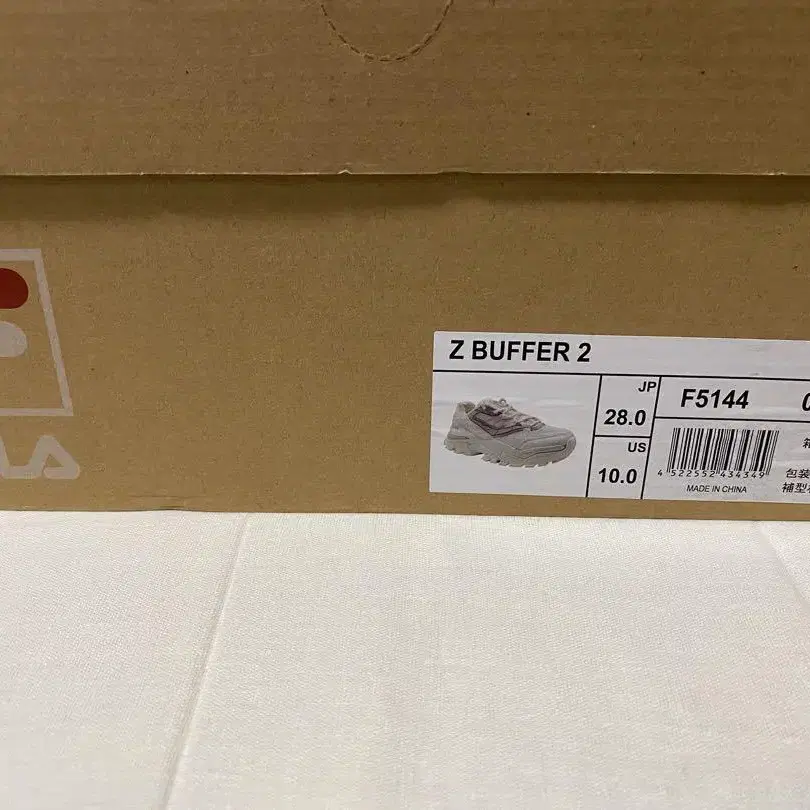 Z BUFFER 2
JP
28.0
US
10.0
F5144
4 522552 434349
MADE IN CHINA
包装